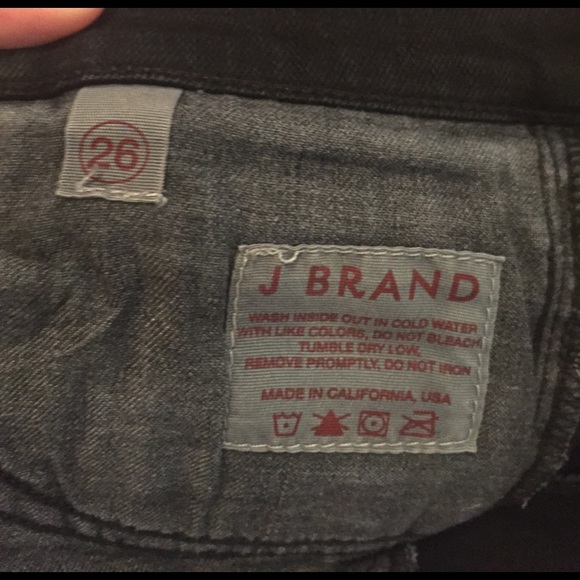 26
J BRAND
WASH INSIDE OUT IN COLD WATER
WITH LIKE COLORS, DO NOT BLEACH
TUMBLE DRY LOW.
REMOVE PROMPTLY. DO NOT IRON
MADE IN CALIFORNIA, USA